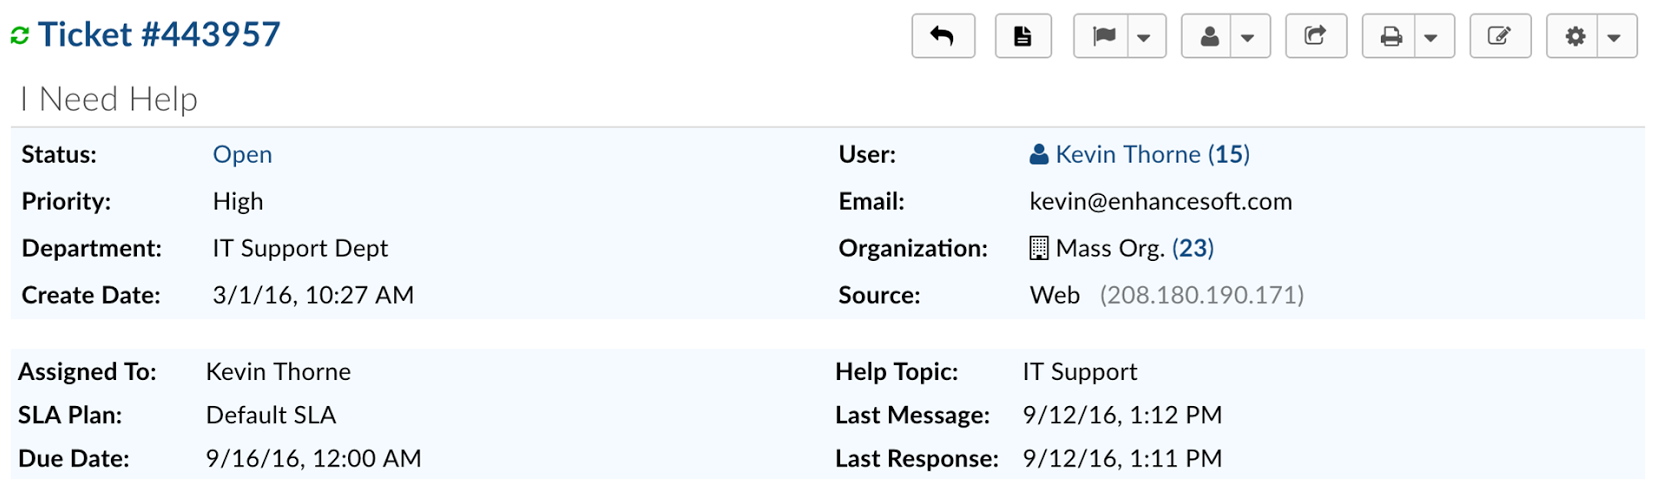 Ticket #443957
I Need Help
Status: Open User: Kevin Thorne (15)
Priority: High Email: kevin@enhancesoft.com
Department: IT Support Dept Organization: Mass Org. (23)
Create Date: 3/1/16, 10:27 AM Source: Web (208.180.190.171)
Assigned To: Kevin Thorne Help Topic: IT Support
SLA Plan: Default SLA Last Message: 9/12/16, 1:12 PM
Due Date: 9/16/16, 12:00 AM Last Response: 9/12/16, 1:11 PM